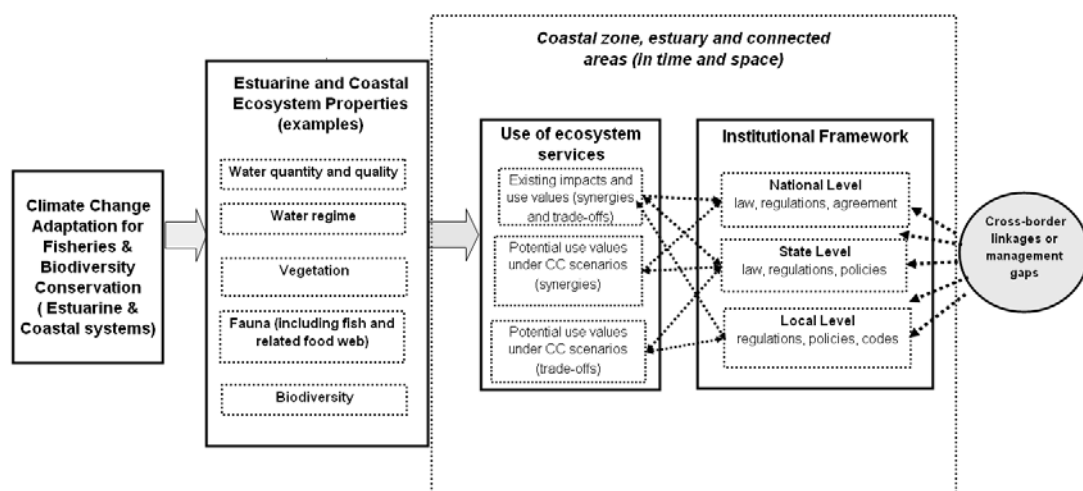 Coastal zone, estuary and connected
areas (in time and space)
Climate Change
Adaptation for
Fisheries &
Biodiversity
Conservation
( Estuarine &
Coastal systems)
Estuarine and Coastal
Ecosystem Properties
(examples)
Water quantity and quality
Water regime
Vegetation
Fauna (including fish and
related food web)
Biodiversity
Use of ecosystem
services
Existing impacts and
use values (synergies
and trade-offs)
Potential use values
under CC scenarios
(synergies)
Potential use values
under CC scenarios
(trade-offs)
Institutional Framework
National Level
law, regulations, agreement
State Level
law, regulations, policies
Local Level
regulations, policies, codes
Cross-border
linkages or
management
gaps